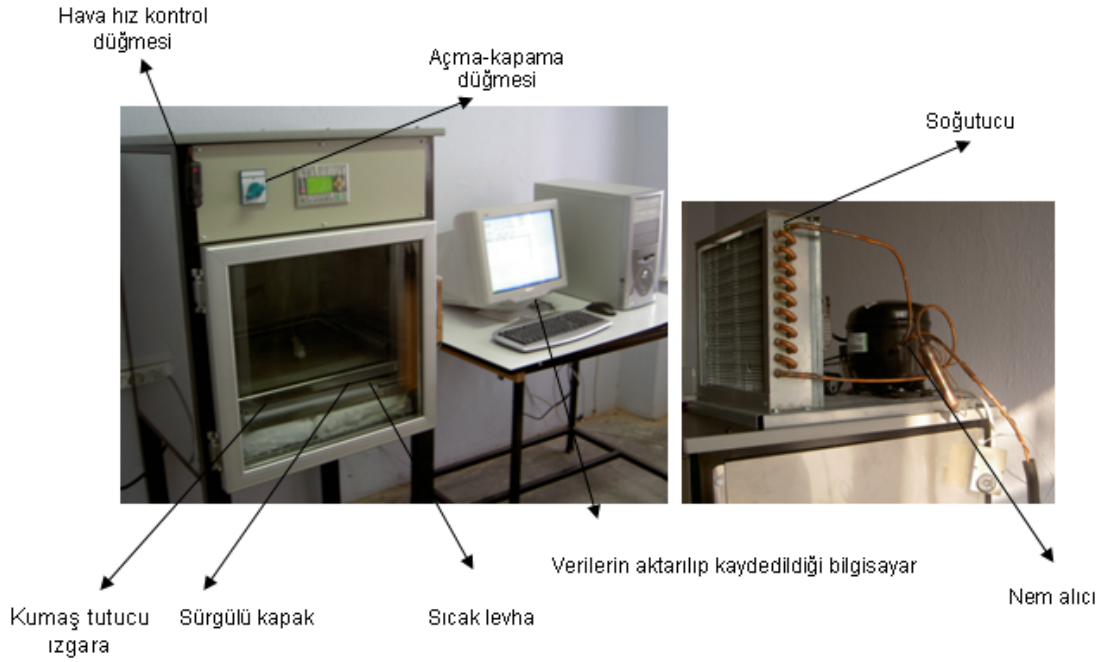 Hava hız kontrol
düğmesi
Açma-kapama
düğmesi
Soğutucu
Verilerin aktarılıp kaydedildiği bilgisayar
Nem alıcı
Kumaş tutucu
ızgara
Sürgülü kapak
Sıcak levha